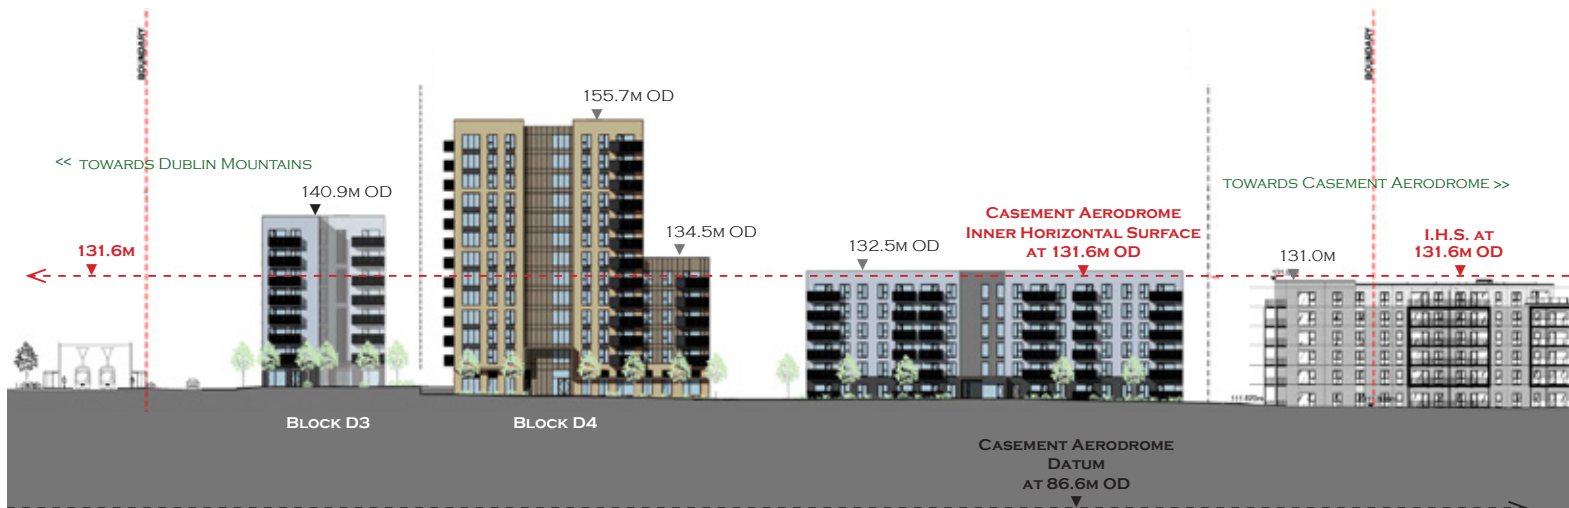 BOUNDARY
BOUNDARY
155.7M OD
<< TOWARDS DUBLIN MOUNTAINS
140.9M OD
TOWARDS CASEMENT AERODROME >>
131.6M
134.5M OD
132.5M OD
CASEMENT AERODROME
INNER HORIZONTAL SURFACE
AT 131.6M OD
131.0M
I.H.S. AT
131.6M OD
BLOCK D3
BLOCK D4
CASEMENT AERODROME
DATUM
AT 86.6M OD